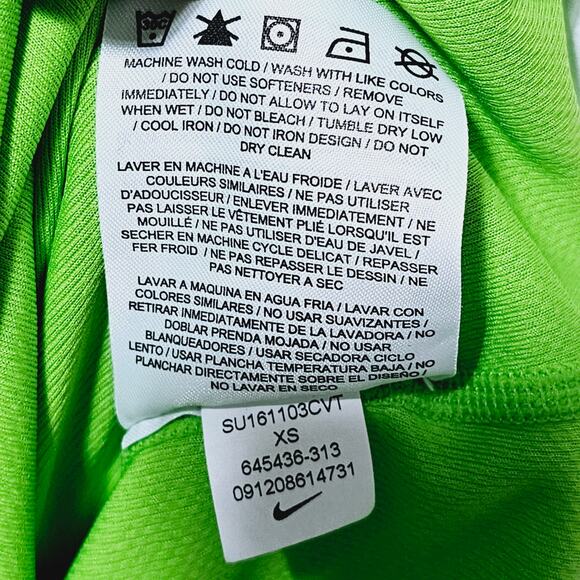 MACHINE WASH COLD / WASH WITH LIKE COLORS
/ DO NOT USE SOFTENERS / REMOVE
IMMEDIATELY / DO NOT ALLOW TO LAY ON ITSELF
WHEN WET / DO NOT BLEACH / TUMBLE DRY LOW
/ COOL IRON / DO NOT IRON DESIGN / DO NOT
DRY CLEAN
LAVER EN MACHINE A L'EAU FROIDE / LAVER AVEC
COULEURS SIMILAIRES / NE PAS UTILISER
D'ADOUCISSEUR / ENLEVER IMMEDIATEMENT / NE
PAS LAISSER LE VÊTEMENT PLIÉ LORSQU'IL EST
MOUILLÉ / NE PAS UTILISER D'EAU DE JAVEL /
SECHER EN MACHINE CYCLE DELICAT / REPASSER
FER FROID / NE PAS REPASSER LE DESSIN / NE
PAS NETTOYER A SEC
LAVAR A MAQUINA EN AGUA FRIA / LAVAR CON
COLORES SIMILARES / NO USAR SUAVIZANTES /
RETIRAR INMEDIATAMENTE DE LA LAVADORA / NO
DOBLAR PRENDA MOJADA / NO USAR
BLANQUEADORES / USAR SECADORA CICLO
LENTO / USAR PLANCHA TEMPERATURA BAJA / NO
PLANCHAR DIRECTAMENTE SOBRE EL DISEÑO /
NO LAVAR EN SECO
SU161103CVT
XS
645436-313
091208614731